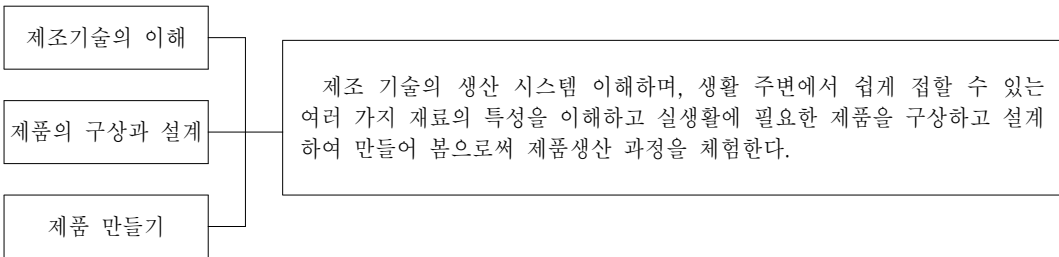 제조기술의 이해
제품의 구상과 설계
제품 만들기
제조 기술의 생산 시스템 이해하며, 생활 주변에서 쉽게 접할 수 있는
여러 가지 재료의 특성을 이해하고 실생활에 필요한 제품을 구상하고 설계
하여 만들어 봄으로써 제품생산 과정을 체험한다.